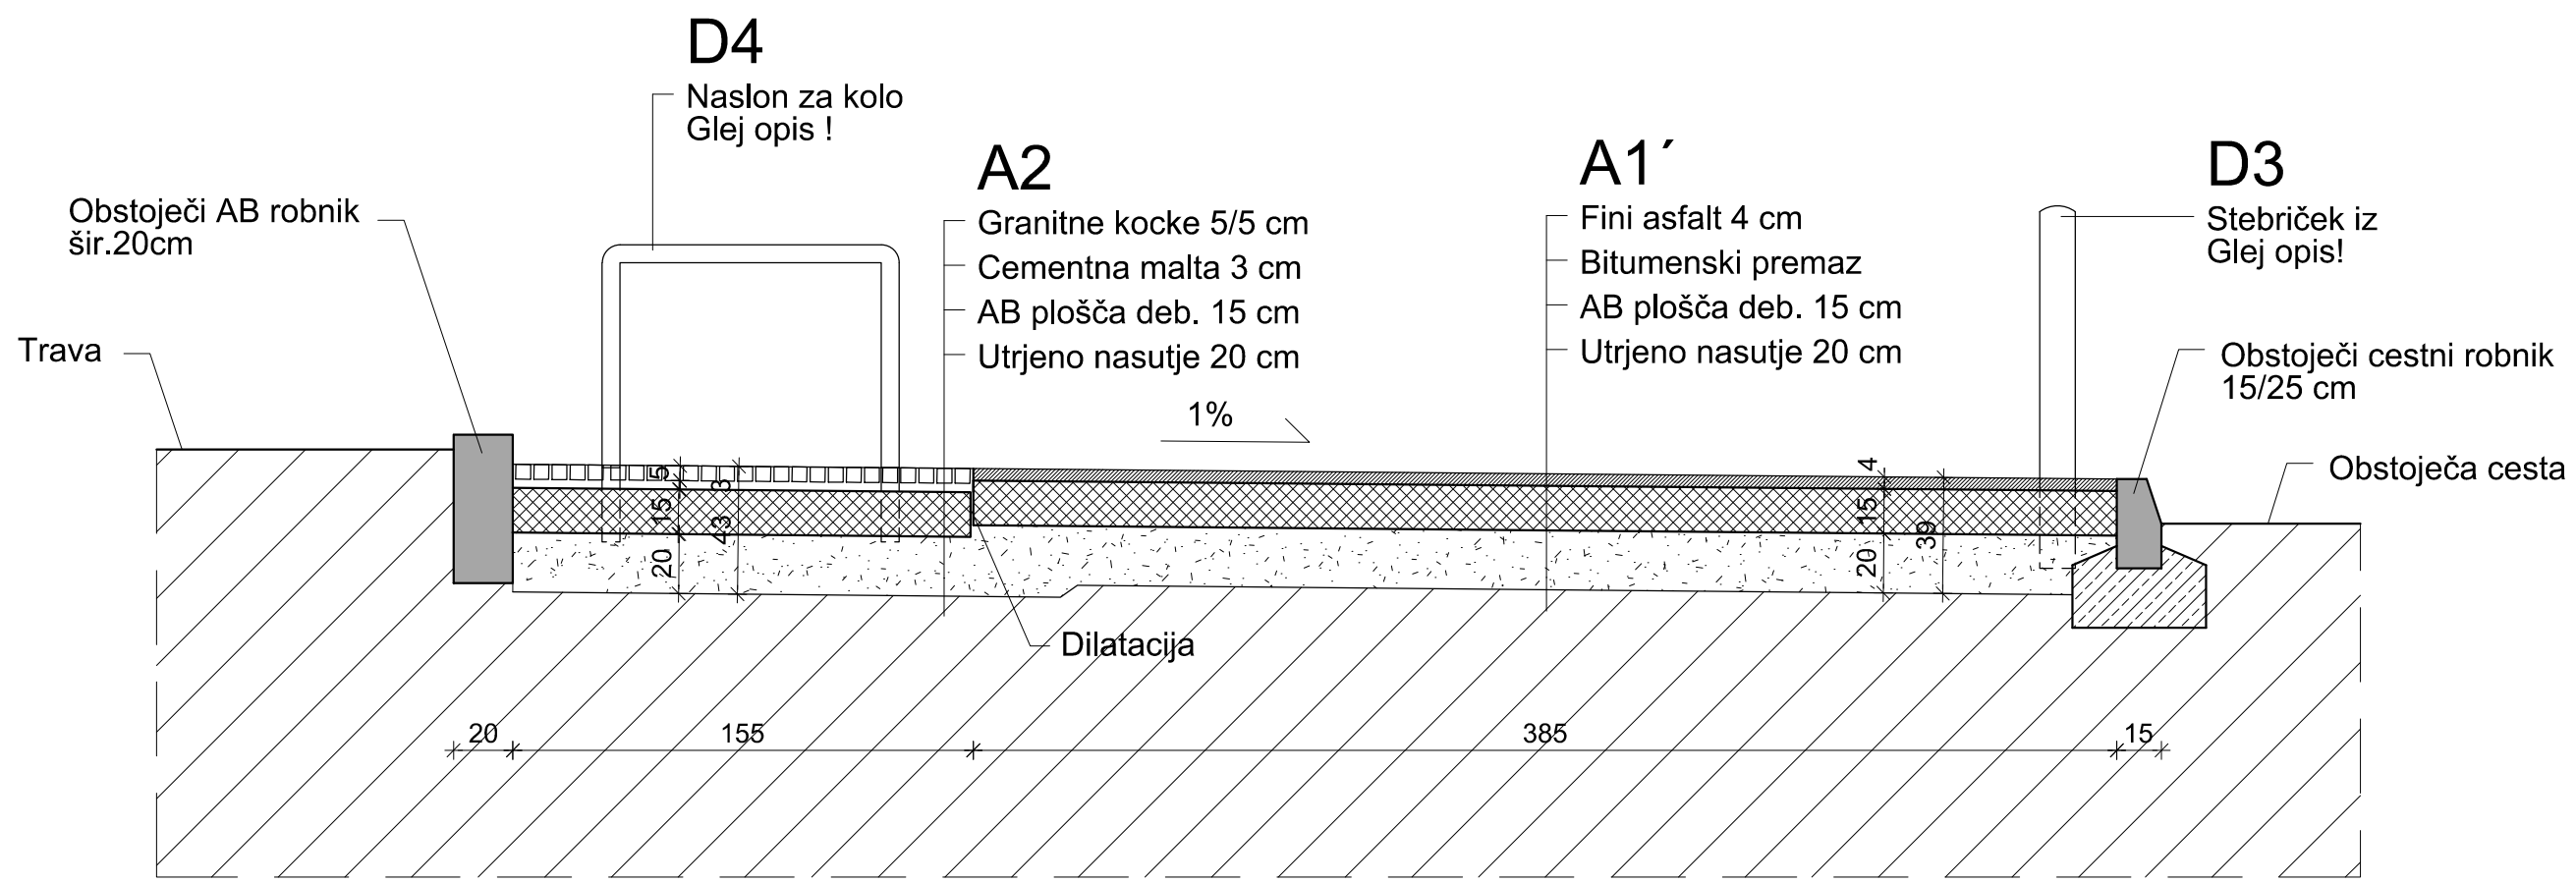 D4
Naslon za kolo
Glej opis !
A2
Granitne kocke 5/5 cm
Cementna malta 3 cm
AB plošča deb. 15 cm
Utrjeno nasutje 20 cm
A1´
Fini asfalt 4 cm
Bitumenski premaz
AB plošča deb. 15 cm
Utrjeno nasutje 20 cm
D3
Stebriček iz
Glej opis!
Obstoječi AB robnik
šir.20cm
Trava
Obstoječi cestni robnik
15/25 cm
Obstoječa cesta
1%
5
3
15
43
20
4
15
39
20
Dilatacija
20
155
385
15